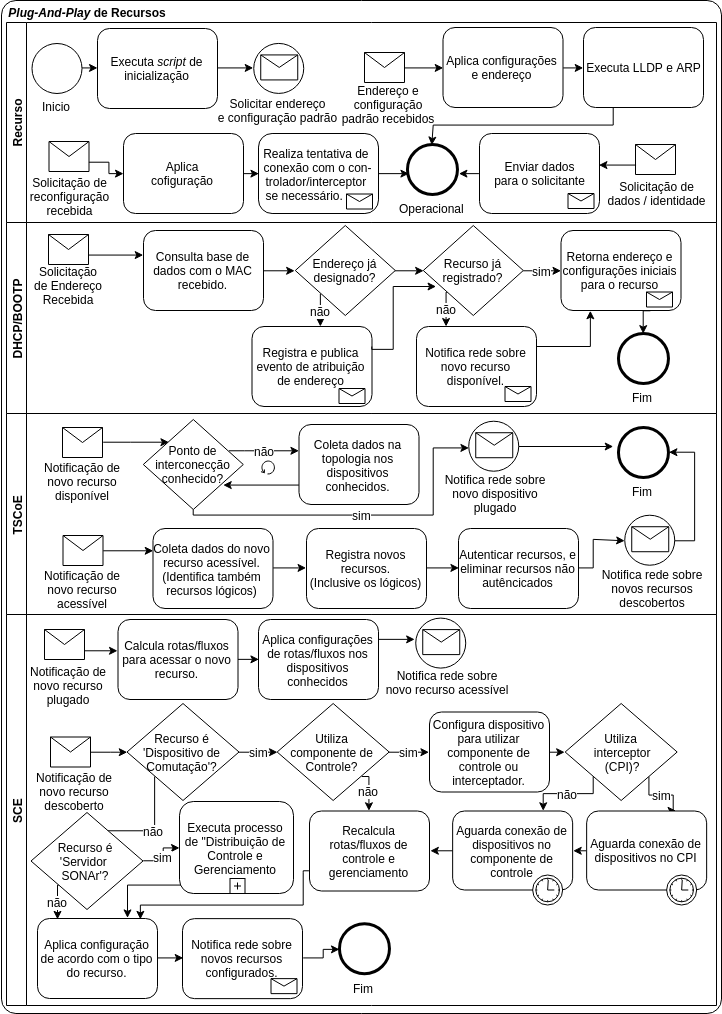 Plug-And-Play de Recursos
Recurso
Inicio
Executa script de
inicialização
Solicitar endereço
e configuração padrão
Endereço e
configuração
padrão recebidos
Aplica configurações
e endereço
Executa LLDP e ARP
Solicitação de
reconfiguração
recebida
Aplica
cofiguração
Realiza tentativa de
conexão com o con-
trolador/interceptor
se necessário.
Operacional
Enviar dados
para o solicitante
Solicitação de
dados / identidade
DHCP/BOOTP
Solicitação
de Endereço
Recebida
Consulta base de
dados com o MAC
recebido.
Endereço já
designado?
Recurso já
registrado?
sim
Retorna endereço e
configurações iniciais
para o recurso
não
não
Registra e publica
evento de atribuição
de endereço
Notifica rede sobre
novo recurso
disponível.
Fim
TSCoE
Notificação de
novo recurso
disponível
Ponto de
interconecção
conhecido?
não
Coleta dados na
topologia nos
dispositivos
conhecidos.
sim
Notifica rede sobre
novo dispositivo
plugado
Fim
Notificação de
novo recurso
acessível
Coleta dados do novo
recurso acessível.
(Identifica também
recursos lógicos)
Registra novos
recursos.
(Inclusive os lógicos)
Autenticar recursos, e
eliminar recursos não
autêncicados
Notifica rede sobre
novos recursos
descobertos
SCE
Notificação de
novo recurso
plugado
Calcula rotas/fluxos
para acessar o novo
recurso.
Aplica configurações
de rotas/fluxos nos
dispositivos
conhecidos
Notifica rede sobre
novo recurso acessível
Notificação de
novo recurso
descoberto
Recurso é
'Dispositivo de
Comutação'?
sim
Utiliza
componente de
Controle?
sim
Configura dispositivo
para utilizar
componente de
controle ou
interceptador.
Utiliza
interceptor
(CPI)?
não
sim
não
não
Recurso é
'Servidor
SONAr'?
sim
Executa processo
de "Distribuição de
Controle e
Gerenciamento
Recalcula
rotas/fluxos de
controle e
gerenciamento
Aguarda conexão de
dispositivos no
componente de
controle
Aguarda conexão de
dispositivos no CPI
não
Aplica configuração
de acordo com o tipo
do recurso.
Notifica rede sobre
novos recursos
configurados.
Fim